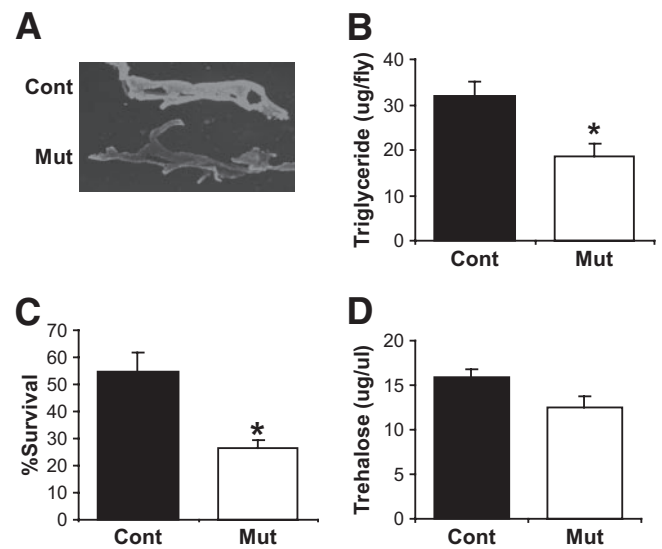 A
Cont
Mut
B
Triglyceride (ug/fly)
40
30
20
10
0
*
Cont Mut
C
%Survival
70
60
50
40
30
20
10
0
*
Cont Mut
D
Trehalose (ug/ul)
20
15
10
5
0
Cont Mut